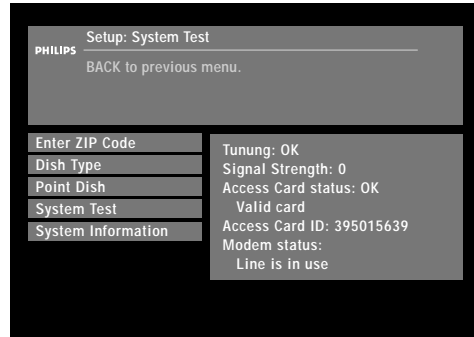 Setup: System Test
PHILIPS
BACK to previous menu.
Enter ZIP Code
Dish Type
Point Dish
System Test
System Information
Tunung: OK
Signal Strength: 0
Access Card status: OK
Valid card
Access Card ID: 395015639
Modem status:
Line is in use